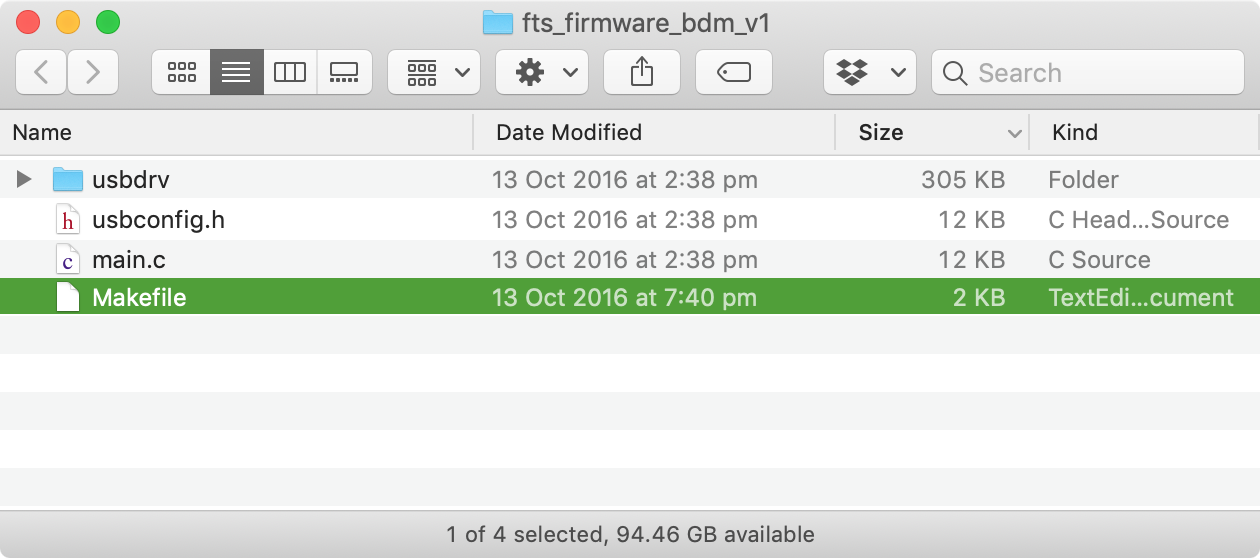 fts_firmware_bdm_v1
Search
Name Date Modified Size Kind
usbdrv 13 Oct 2016 at 2:38 pm 305 KB Folder
h usbconfig.h 13 Oct 2016 at 2:38 pm 12 KB C Head...Source
c main.c 13 Oct 2016 at 2:38 pm 12 KB C Source
Makefile 13 Oct 2016 at 7:40 pm 2 KB TextEdi...cument
1 of 4 selected, 94.46 GB available